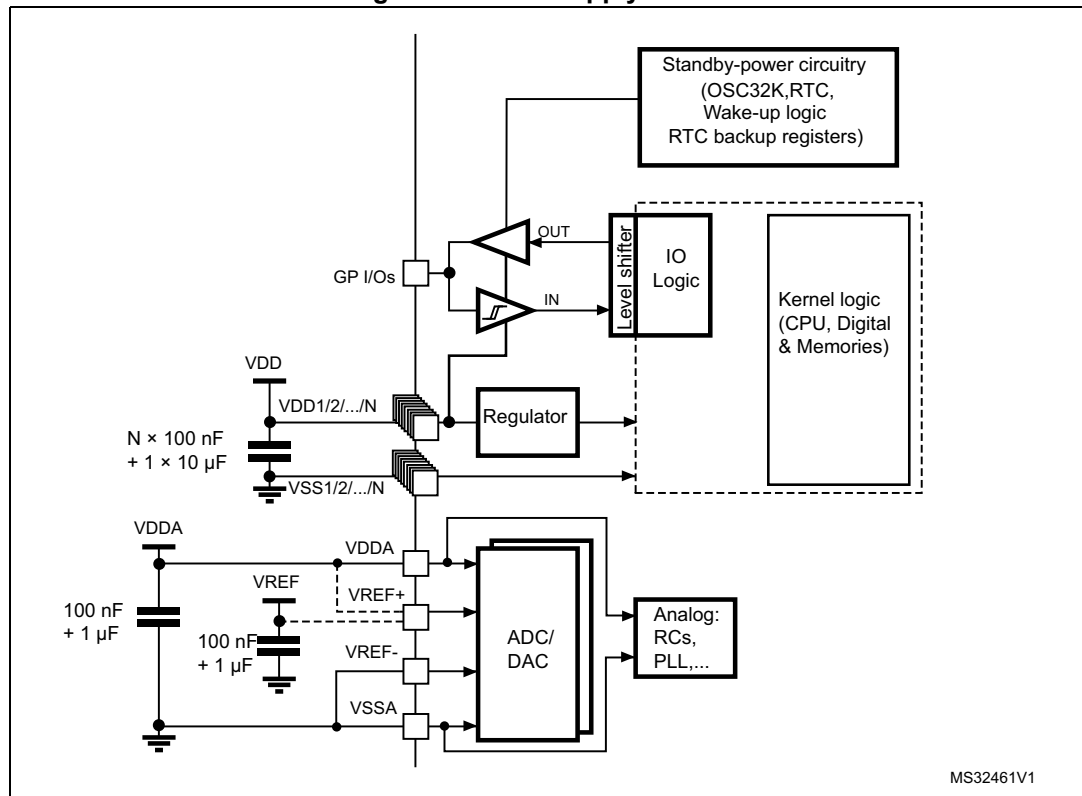 Standby-power circuitry
(OSC32K,RTC,
Wake-up logic
RTC backup registers)
OUT
Level shifter
IO
Logic
GP I/Os
IN
Kernel logic
(CPU, Digital
& Memories)
VDD
VDD1/2/.../N
Regulator
N × 100 nF
+ 1 × 10 µF
VSS1/2/.../N
VDDA
VDDA
VREF
VREF+
100 nF
+ 1 µF
100 nF
+ 1 µF
ADC/
DAC
Analog:
RCs,
PLL,...
VREF-
VSSA
MS32461V1